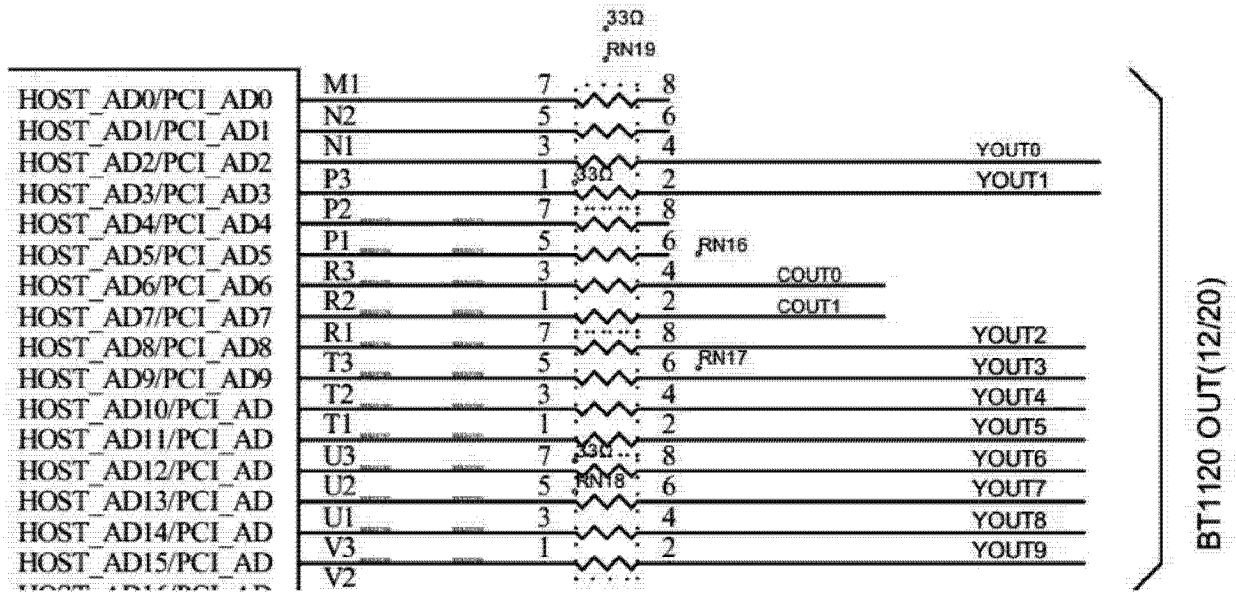 33Ω
RN19
HOST_AD0/PCI_AD0 M1 7 8
HOST_AD1/PCI_AD1 N2 5 6
HOST_AD2/PCI_AD2 N1 3 4 YOUT0
HOST_AD3/PCI_AD3 P3 1 33Ω 2 YOUT1
HOST_AD4/PCI_AD4 P2 7 8
HOST_AD5/PCI_AD5 P1 5 6 RN16
HOST_AD6/PCI_AD6 R3 3 4 COUT0
HOST_AD7/PCI_AD7 R2 1 2 COUT1
HOST_AD8/PCI_AD8 R1 7 8 YOUT2
HOST_AD9/PCI_AD9 T3 5 6 RN17 YOUT3
HOST_AD10/PCI_AD T2 3 4 YOUT4
HOST_AD11/PCI_AD T1 1 2 YOUT5
HOST_AD12/PCI_AD U3 7 33Ω 8 YOUT6
HOST_AD13/PCI_AD U2 5 RN18 6 YOUT7
HOST_AD14/PCI_AD U1 3 4 YOUT8
HOST_AD15/PCI_AD V3 1 2 YOUT9
V2
BT1120 OUT(12/20)